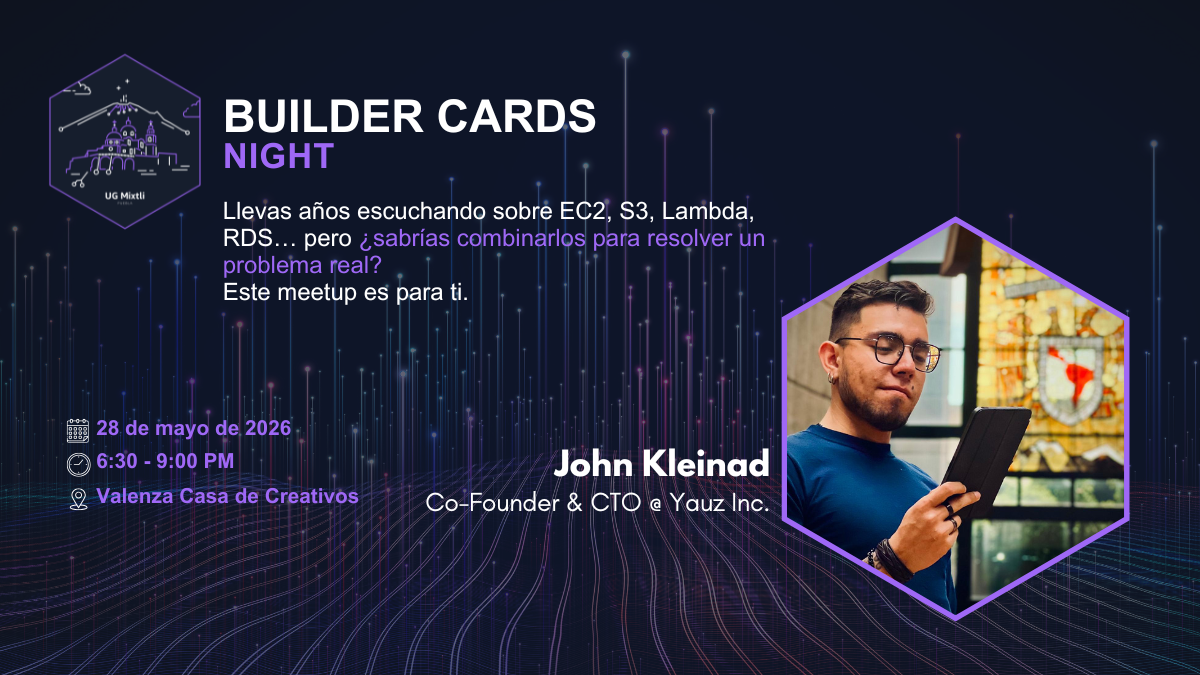 BUILDER CARDS
NIGHT
Llevas años escuchando sobre EC2, S3, Lambda,
RDS… pero ¿sabrías combinarlos para resolver un
problema real?
Este meetup es para ti.
UG Mixtli
PUEBLA
28 de mayo de 2026
6:30 - 9:00 PM
Valenza Casa de Creativos
John Kleinad
Co-Founder & CTO @ Yauz Inc.